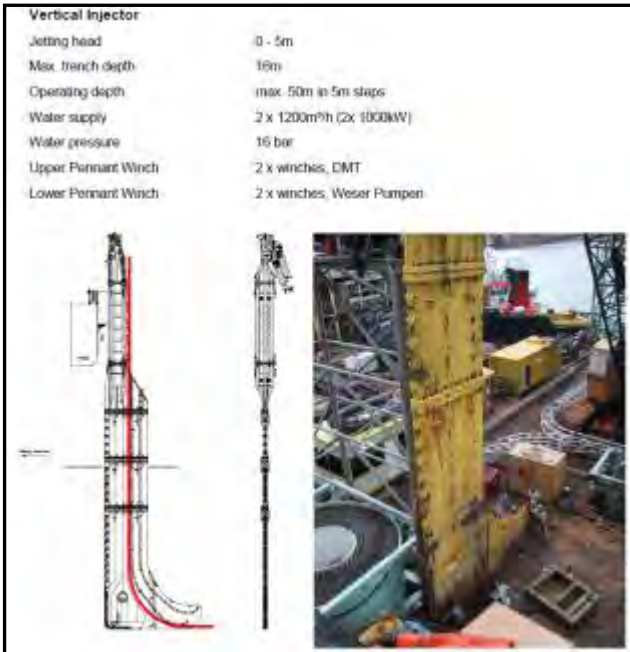 Vertical Injector
Jetting head 0 - 5m
Max. trench depth 16m
Operating depth max. 50m in 5m steps
Water supply 2 x 1200m³/h (2x 1000kW)
Water pressure 16 bar
Upper Pennant Winch 2 x winches, DMT
Lower Pennant Winch 2 x winches, Weser Pumpen